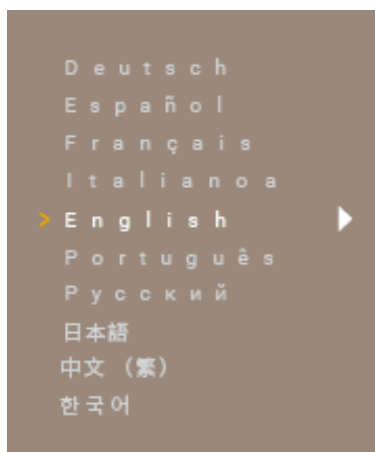 Deutsch
Español
Français
Italianoa
> English
Português
Русский
日本語
中文 （繁）
한국어